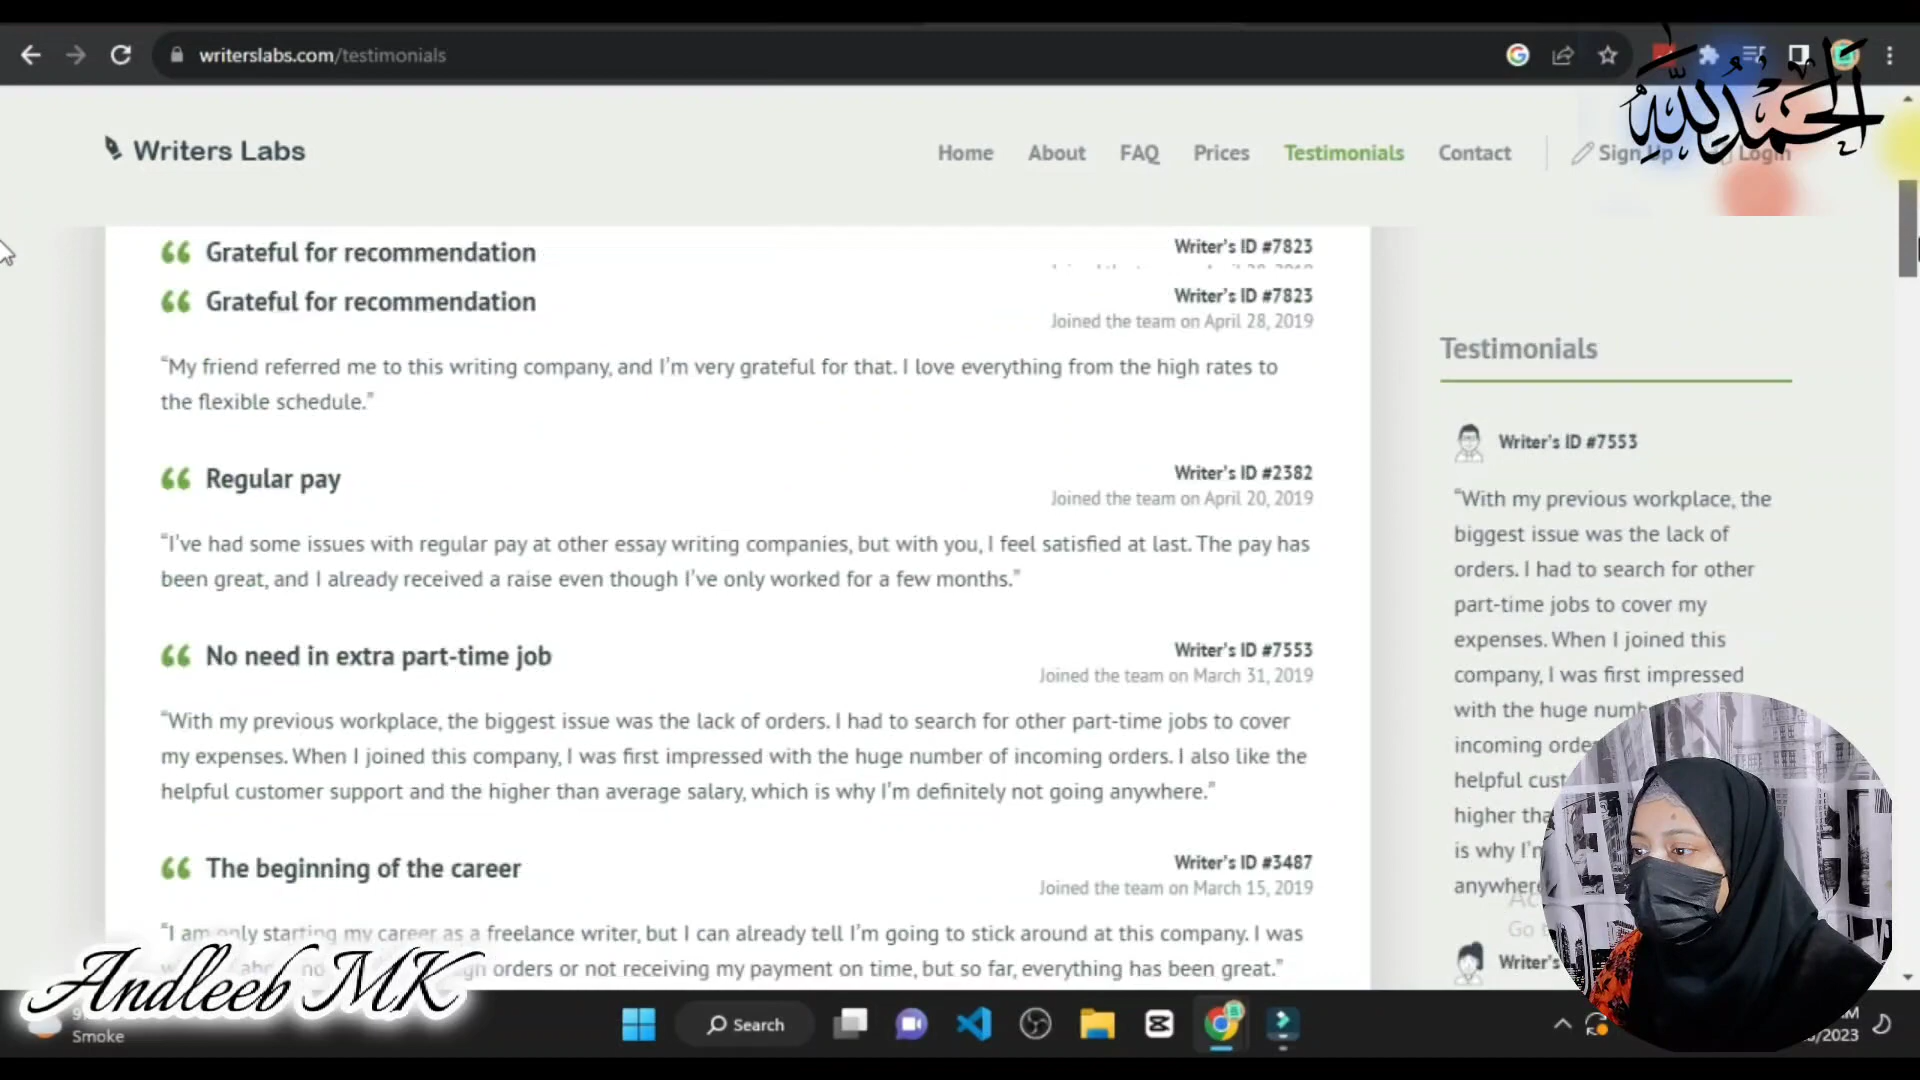 writerslabs.com/testimonials
الحمد لله
Writers Labs
Home About FAQ Prices Testimonials Contact Sign Up Login
Grateful for recommendation Writer's ID #7823
Grateful for recommendation Writer's ID #7823
Joined the team on April 28, 2019
“My friend referred me to this writing company, and I'm very grateful for that. I love everything from the high rates to
the flexible schedule.”
Regular pay Writer's ID #2382
Joined the team on April 20, 2019
“I've had some issues with regular pay at other essay writing companies, but with you, I feel satisfied at last. The pay has
been great, and I already received a raise even though I've only worked for a few months.”
No need in extra part-time job Writer's ID #7553
Joined the team on March 31, 2019
“With my previous workplace, the biggest issue was the lack of orders. I had to search for other part-time jobs to cover
my expenses. When I joined this company, I was first impressed with the huge number of incoming orders. I also like the
helpful customer support and the higher than average salary, which is why I'm definitely not going anywhere.”
The beginning of the career Writer's ID #3487
Joined the team on March 15, 2019
“I am only starting my career as a freelance writer, but I can already tell I'm going to stick around at this company. I was
orders or not receiving my payment on time, but so far, everything has been great.”
Testimonials
Writer's ID #7553
“With my previous workplace, the
biggest issue was the lack of
orders. I had to search for other
part-time jobs to cover my
expenses. When I joined this
company, I was first impressed
with the huge
incoming
helpful
higher
is why
Andleeb MK
Smoke
Search